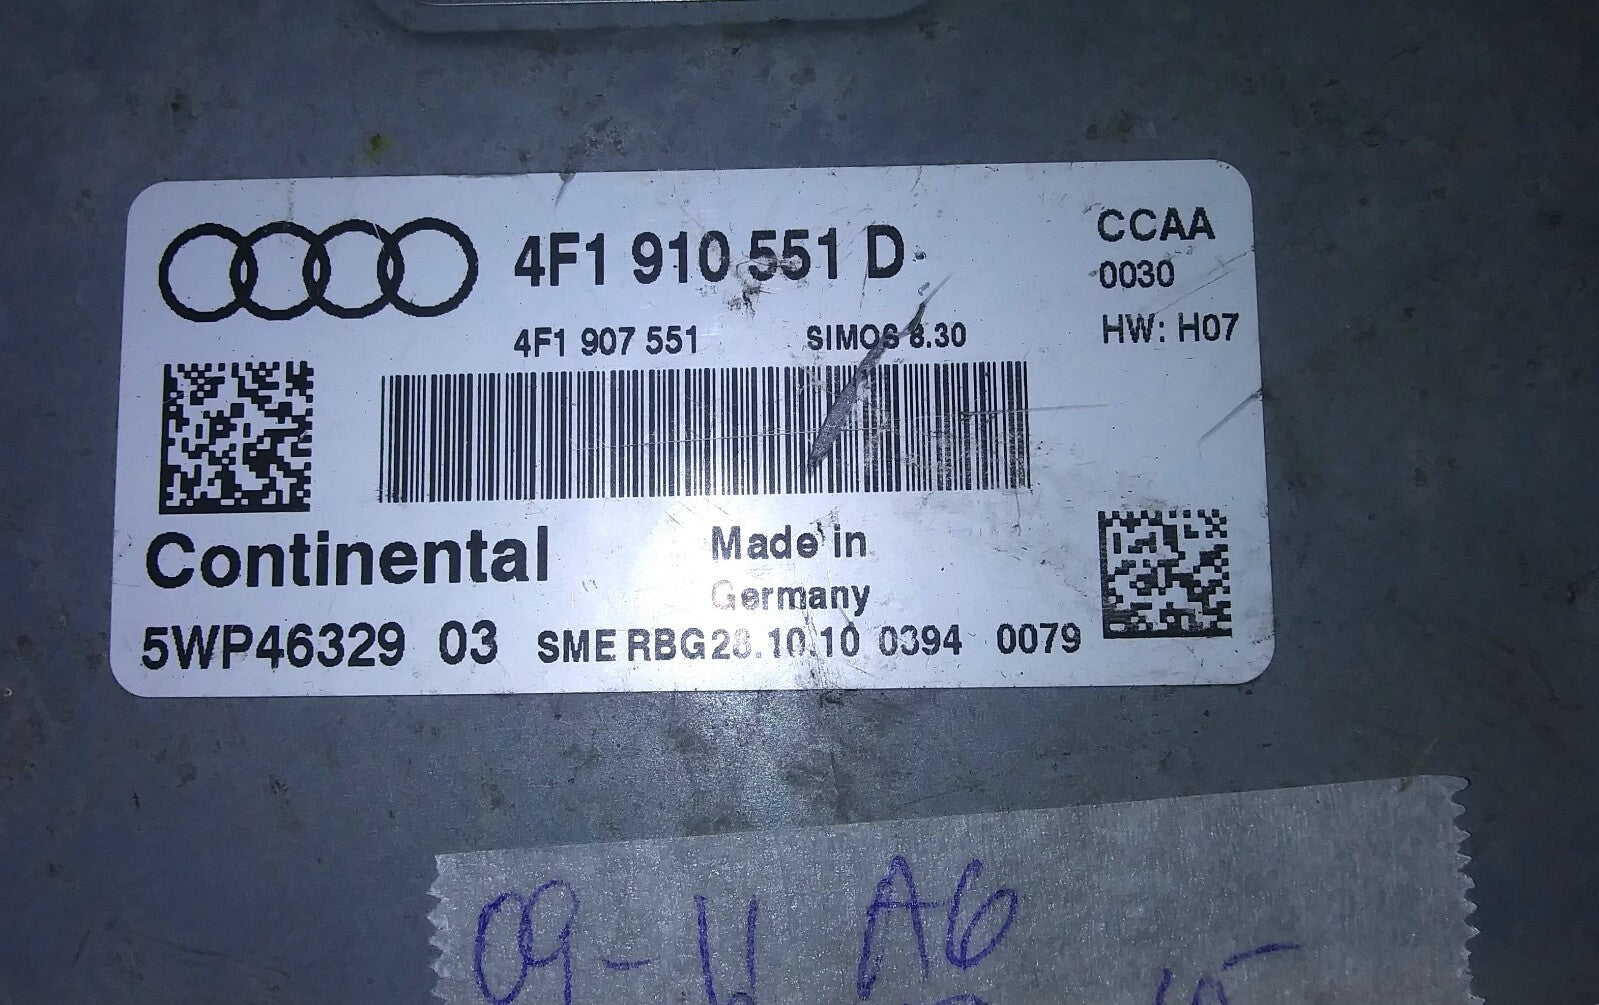 4F1 910 551 D
CCAA
0030
4F1 907 551 SIMOS 8.30
HW: H07
Continental
Made in
Germany
5WP46329 03 SME RBG28.10.10 0394 0079
09-11 A6